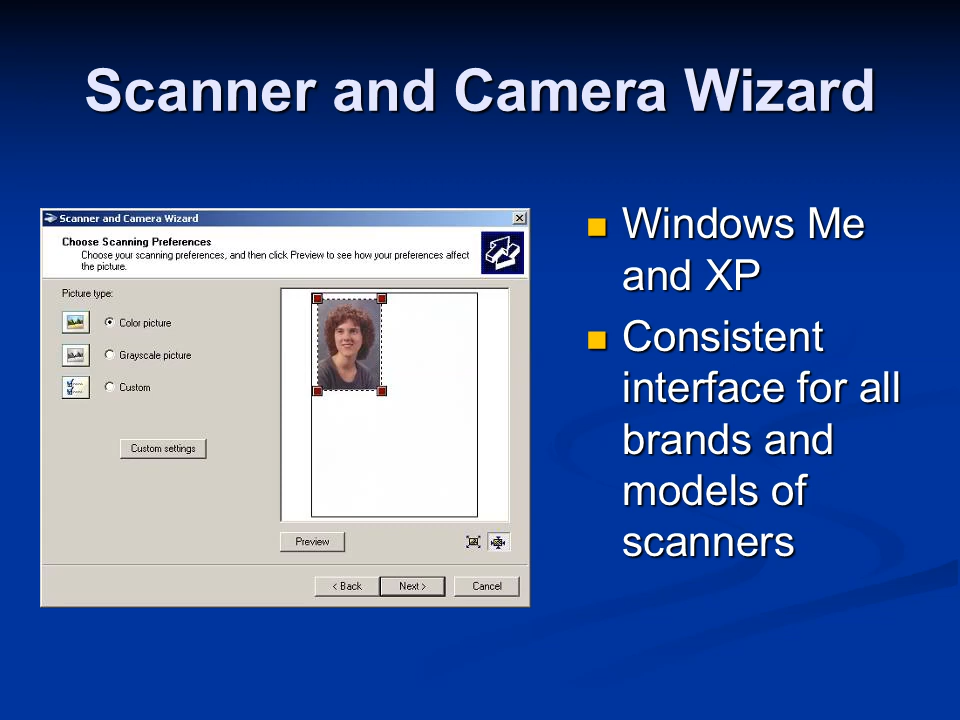 Scanner and Camera Wizard
Scanner and Camera Wizard
Choose Scanning Preferences
Choose your scanning preferences, and then click Preview to see how your preferences affect
the picture.
Picture type:
Color picture
Grayscale picture
Custom
Custom settings
Preview
< Back
Next >
Cancel
Windows Me
and XP
Consistent
interface for all
brands and
models of
scanners